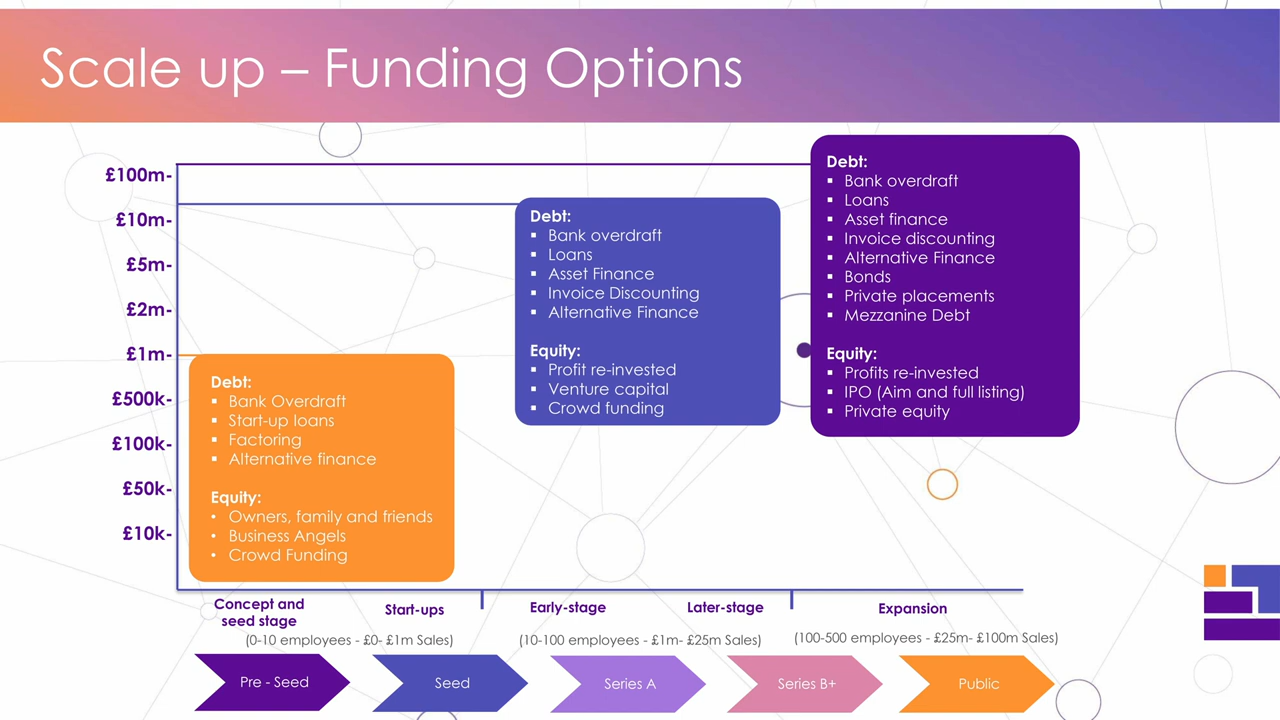 Scale up – Funding Options
£100m-
£10m-
£5m-
£2m-
£1m-
£500k-
£100k-
£50k-
£10k-
Debt:
▪ Bank Overdraft
▪ Start-up loans
▪ Factoring
▪ Alternative finance
Equity:
• Owners, family and friends
• Business Angels
• Crowd Funding
Debt:
▪ Bank overdraft
▪ Loans
▪ Asset Finance
▪ Invoice Discounting
▪ Alternative Finance
Equity:
▪ Profit re-invested
▪ Venture capital
▪ Crowd funding
Debt:
▪ Bank overdraft
▪ Loans
▪ Asset finance
▪ Invoice discounting
▪ Alternative Finance
▪ Bonds
▪ Private placements
▪ Mezzanine Debt
Equity:
▪ Profits re-invested
▪ IPO (Aim and full listing)
▪ Private equity
Concept and
seed stage
Start-ups
(0-10 employees - £0- £1m Sales)
Early-stage
Later-stage
(10-100 employees - £1m- £25m Sales)
Expansion
(100-500 employees - £25m- £100m Sales)
Pre - Seed
Seed
Series A
Series B+
Public